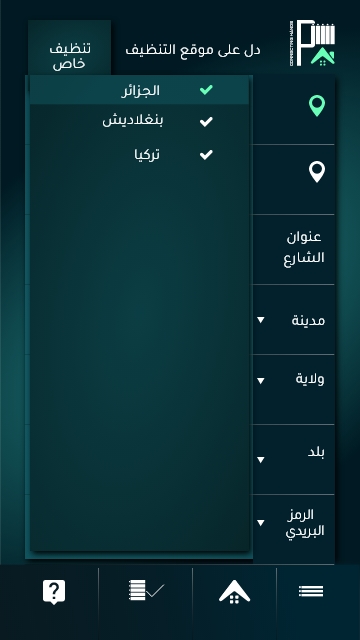 دل على موقع التنظيف
تنظيف
خاص
CONNECTING HANDS
الجزائر
بنغلاديش
تركيا
عنوان
الشارع
مدينة
ولاية
بلد
الرمز
البريدي